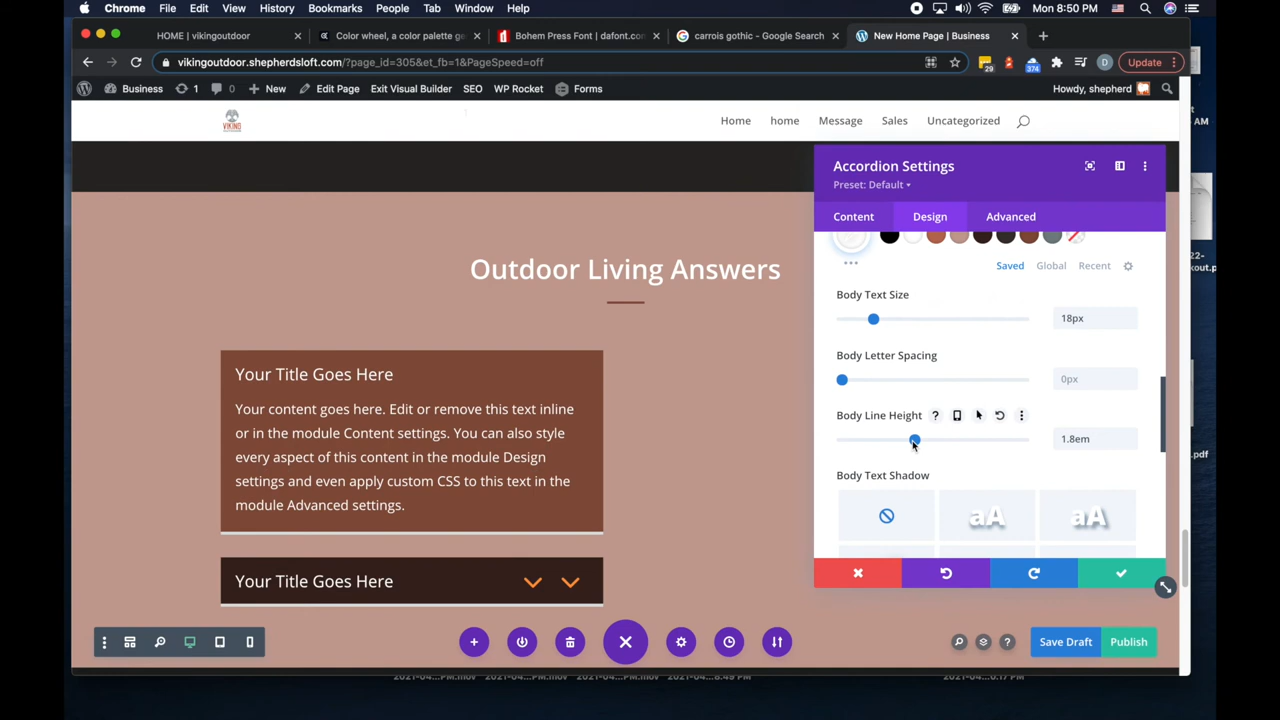 Chrome File Edit View History Bookmarks People Tab Window Help Mon 8:50 PM
HOME | vikingoutdoor Color wheel, a color palette ge Bohem Press Font | dafont.com carrois gothic - Google Search New Home Page | Business
vikingoutdoor.shepherdsloft.com/?page_id=305&et_fb=1&PageSpeed=off 29 374 D Update
Business 1 0 New Edit Page Exit Visual Builder SEO WP Rocket Forms Howdy, shepherd
VIKING Home home Message Sales Uncategorized
Accordion Settings
Preset: Default
Content Design Advanced
Saved Global Recent
Outdoor Living Answers
Body Text Size
18px
Body Letter Spacing
0px
Body Line Height ?
1.8em
Body Text Shadow
aA aA
Your Title Goes Here
Your content goes here. Edit or remove this text inline
or in the module Content settings. You can also style
every aspect of this content in the module Design
settings and even apply custom CSS to this text in the
module Advanced settings.
Your Title Goes Here
? Save Draft Publish